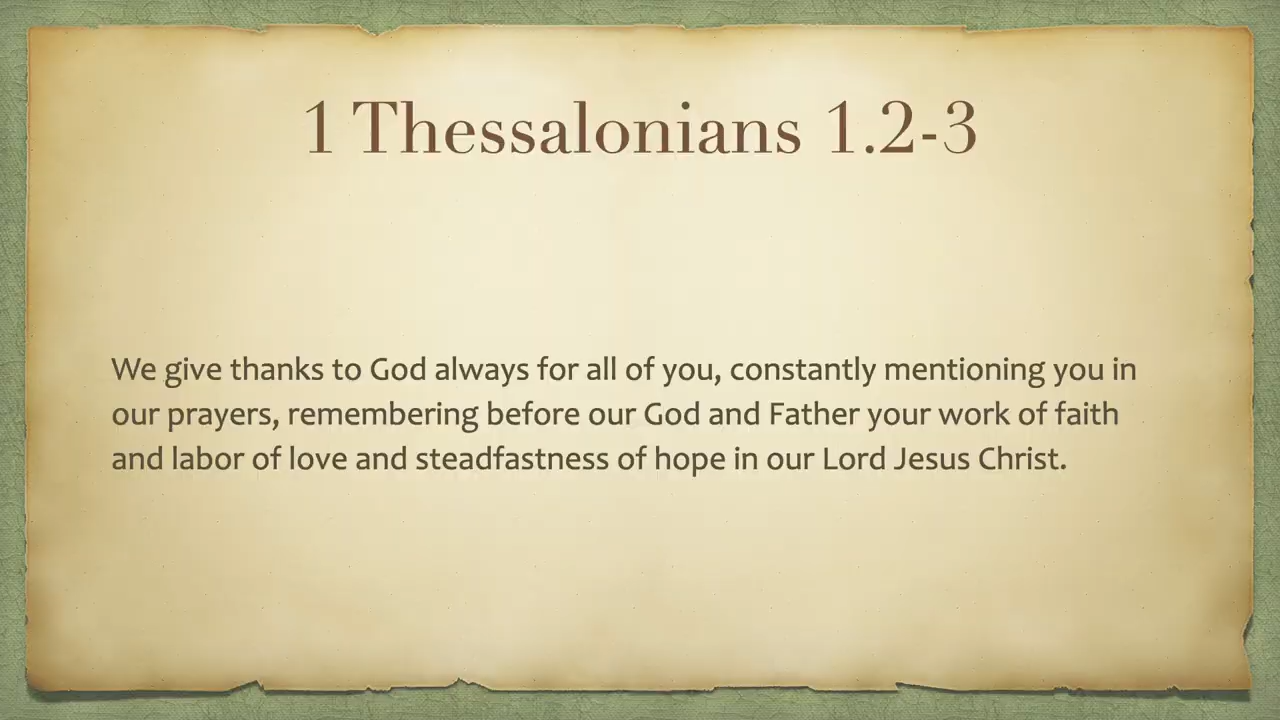 1 Thessalonians 1.2-3
We give thanks to God always for all of you, constantly mentioning you in
our prayers, remembering before our God and Father your work of faith
and labor of love and steadfastness of hope in our Lord Jesus Christ.